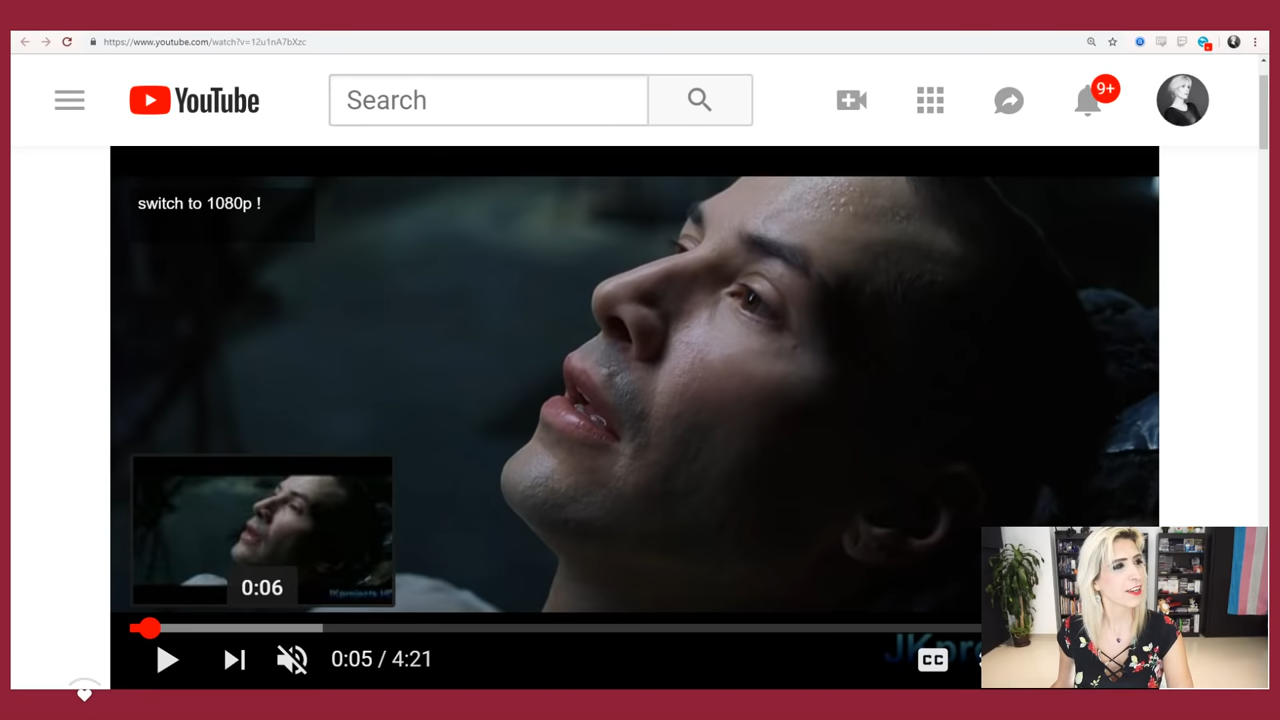 https://www.youtube.com/watch?v=12u1nA7bXzc
YouTube
Search
9+
switch to 1080p !
0:06
0:05 / 4:21
CC